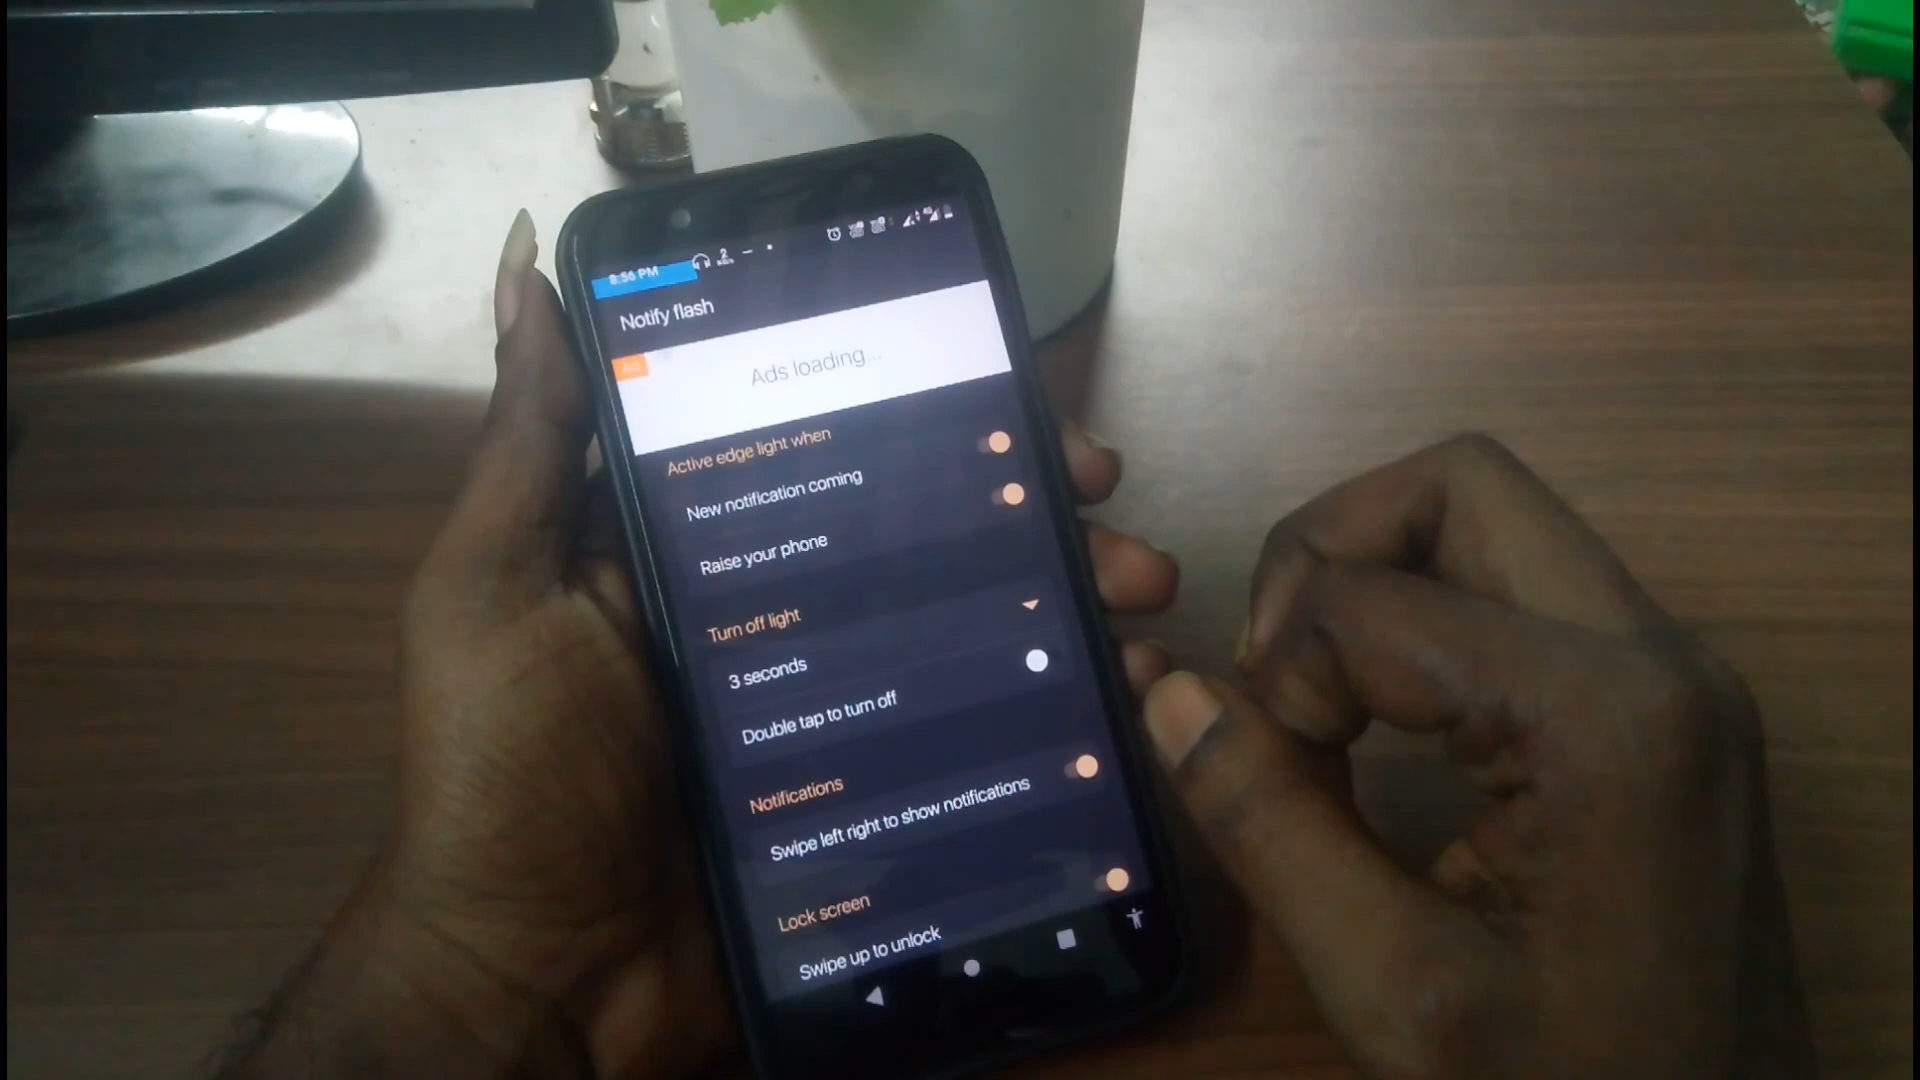 8:56 PM
Notify flash
Ad
Ads loading...
Active edge light when
New notification coming
Raise your phone
Turn off light
3 seconds
Double tap to turn off
Notifications
Swipe left right to show notifications
Lock screen
Swipe up to unlock